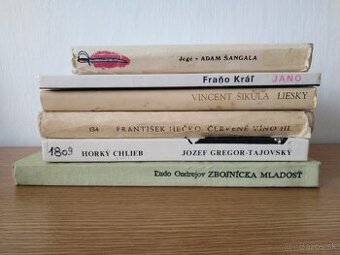 Jege • ADAM ŠANGALA
Fraňo Kráľ JANO
VINCENT ŠIKULA LIESKY
134 FRANTIŠEK HEČKO ČERVENÉ VÍNO III.
1809 HORKÝ CHLIEB JOZEF GREGOR-TAJOVSKÝ
Ľudo Ondrejov ZBOJNÍCKA MLADOSŤ